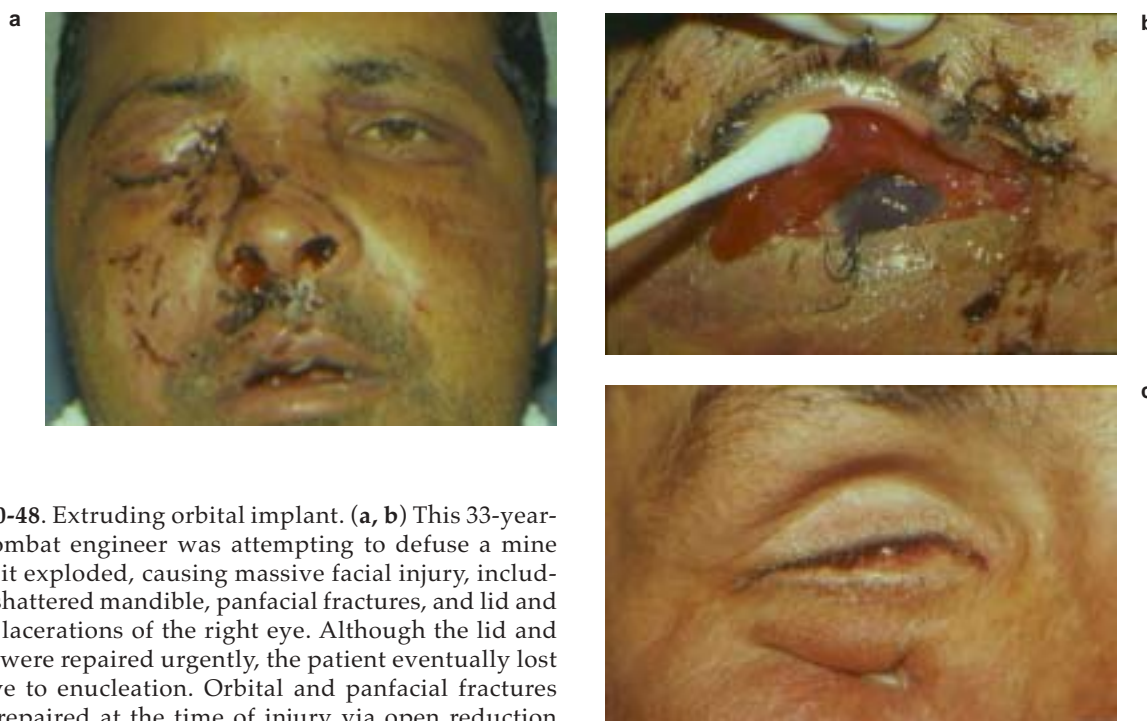 a
b
c
0-48. Extruding orbital implant. (a, b) This 33-year-
ombat engineer was attempting to defuse a mine
it exploded, causing massive facial injury, includ-
shattered mandible, panfacial fractures, and lid and
lacerations of the right eye. Although the lid and
were repaired urgently, the patient eventually lost
ye to enucleation. Orbital and panfacial fractures
repaired at the time of injury via open reduction